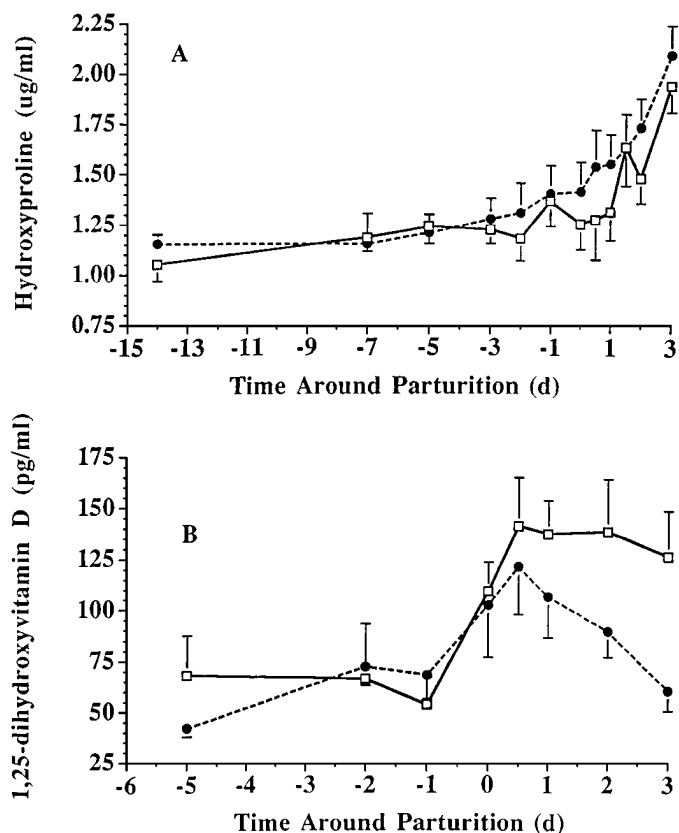 2.25
A
2.00
1.75
1.50
1.25
1.00
0.75
Hydroxyproline (ug/ml)
-15 -13 -11 -9 -7 -5 -3 -1 1 3
Time Around Parturition (d)
175
150
B
125
100
75
50
25
1,25-dihydroxyvitamin D (pg/ml)
-6 -5 -4 -3 -2 -1 0 1 2 3
Time Around Parturition (d)